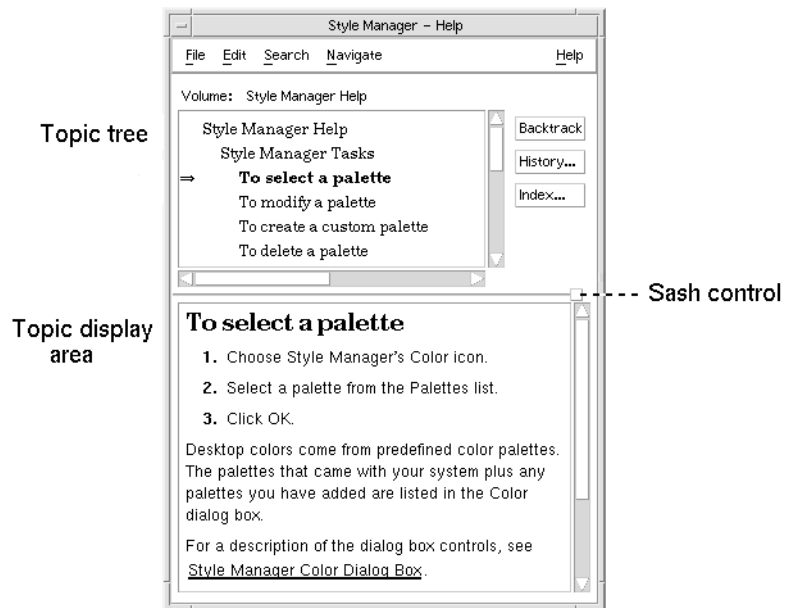 Style Manager – Help
File Edit Search Navigate Help
Volume: Style Manager Help
Topic tree
Style Manager Help
Style Manager Tasks
⇒ To select a palette
To modify a palette
To create a custom palette
To delete a palette
Backtrack
History...
Index...
Sash control
Topic display
area
To select a palette
1. Choose Style Manager's Color icon.
2. Select a palette from the Palettes list.
3. Click OK.
Desktop colors come from predefined color palettes.
The palettes that came with your system plus any
palettes you have added are listed in the Color
dialog box.
For a description of the dialog box controls, see
Style Manager Color Dialog Box.